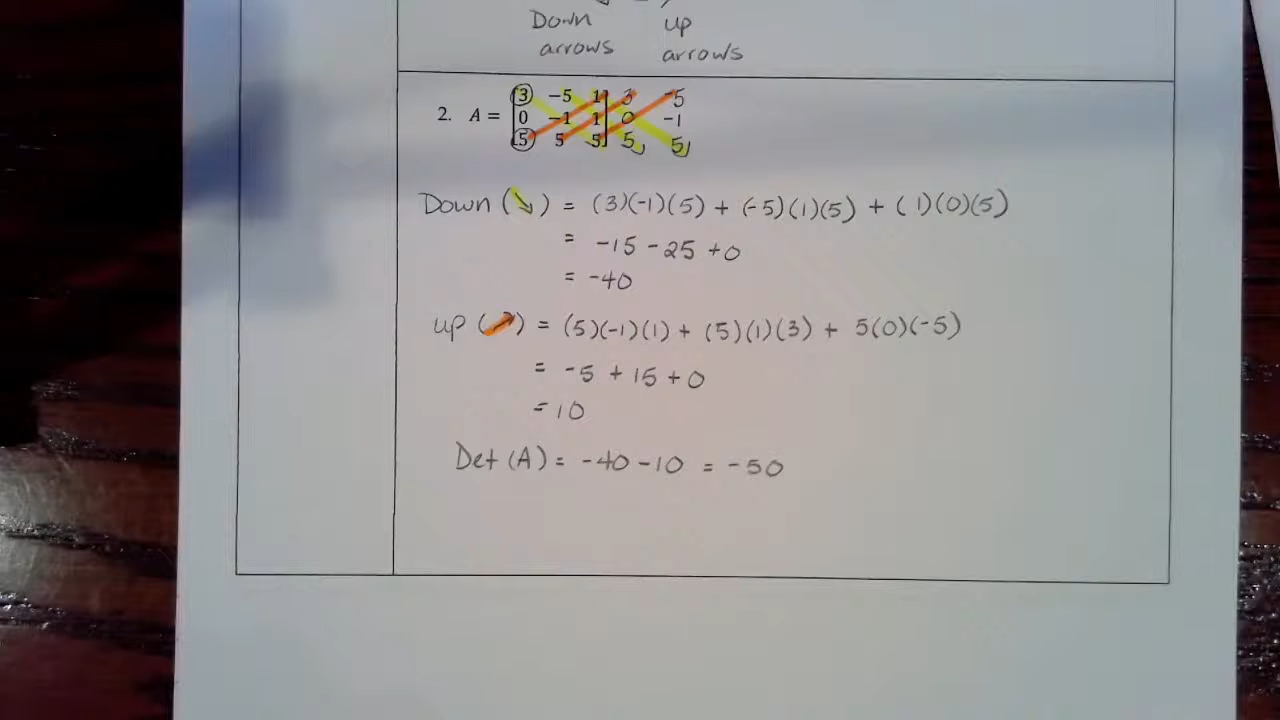 Down up
arrows arrows
2. A = [3 -5 1] 3 -5
[0 -1 1] 0 -1
[5 5 5] 5 5
Down (↘) = (3)(-1)(5) + (-5)(1)(5) + (1)(0)(5)
= -15 - 25 + 0
= -40
up (↗) = (5)(-1)(1) + (5)(1)(3) + 5(0)(-5)
= -5 + 15 + 0
= 10
Det (A) = -40 - 10 = -50